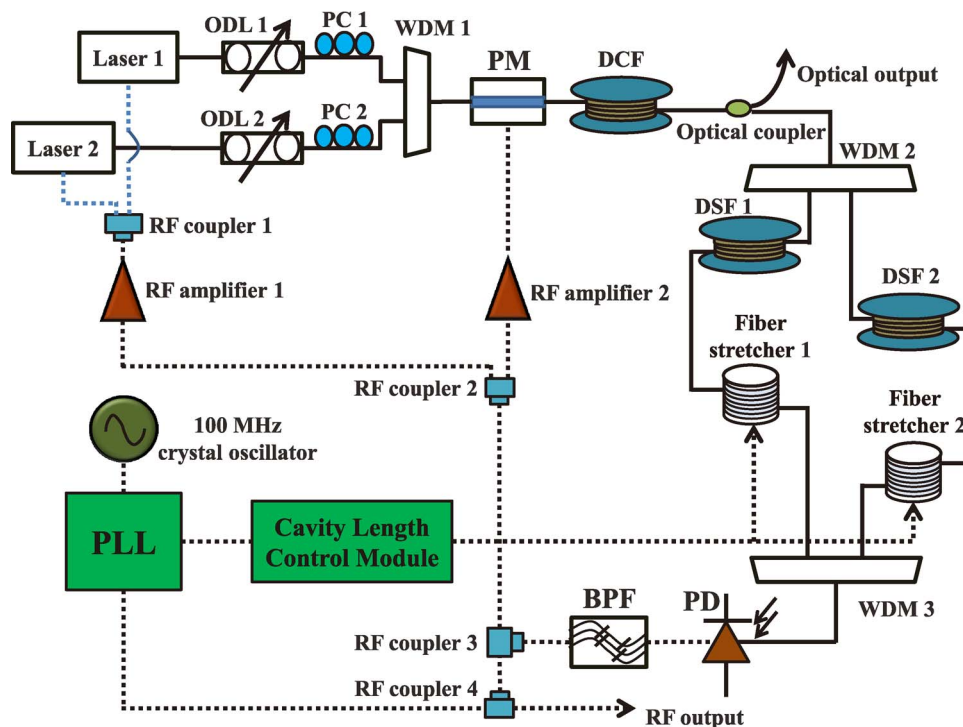 ODL 1
PC 1
WDM 1
Laser 1
PM
DCF
Optical output
ODL 2
PC 2
Optical coupler
Laser 2
WDM 2
DSF 1
RF coupler 1
RF amplifier 1
RF amplifier 2
DSF 2
Fiber
stretcher 1
RF coupler 2
Fiber
stretcher 2
100 MHz
crystal oscillator
PLL
Cavity Length
Control Module
WDM 3
BPF
PD
RF coupler 3
RF coupler 4
RF output